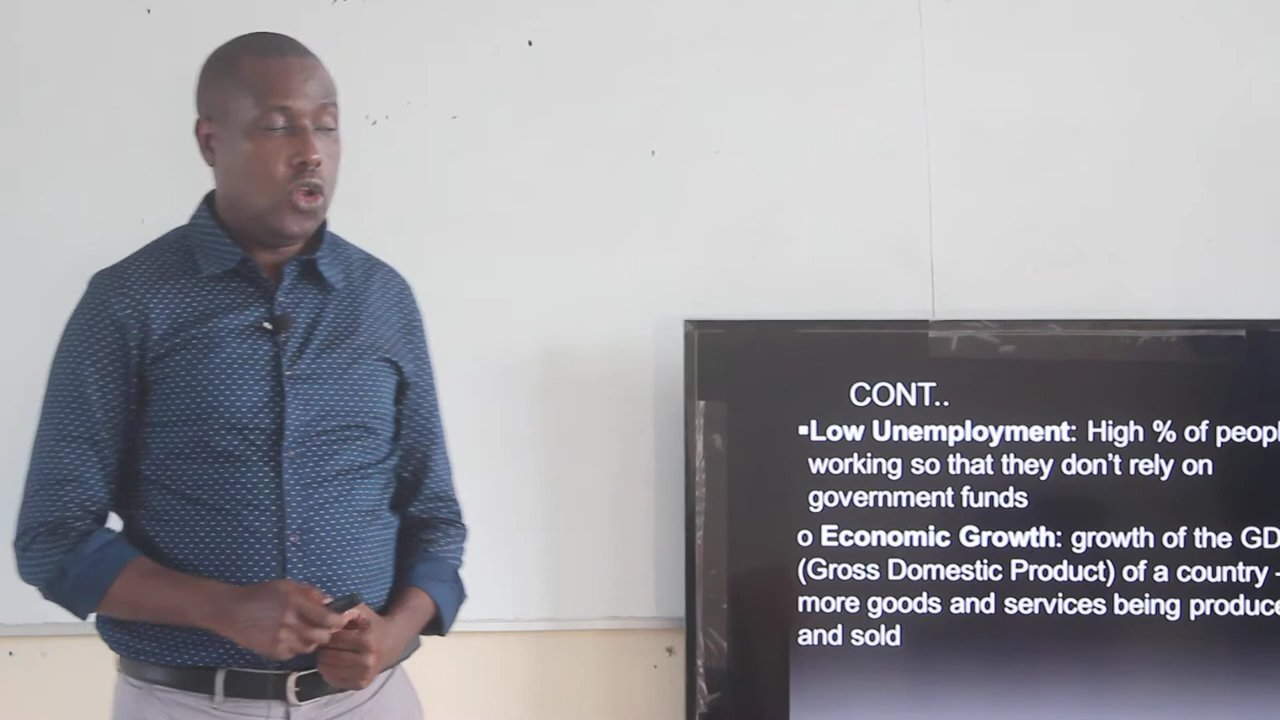 CONT..
▪Low Unemployment: High % of peopl
working so that they don't rely on
government funds
o Economic Growth: growth of the GD
(Gross Domestic Product) of a country -
more goods and services being produce
and sold